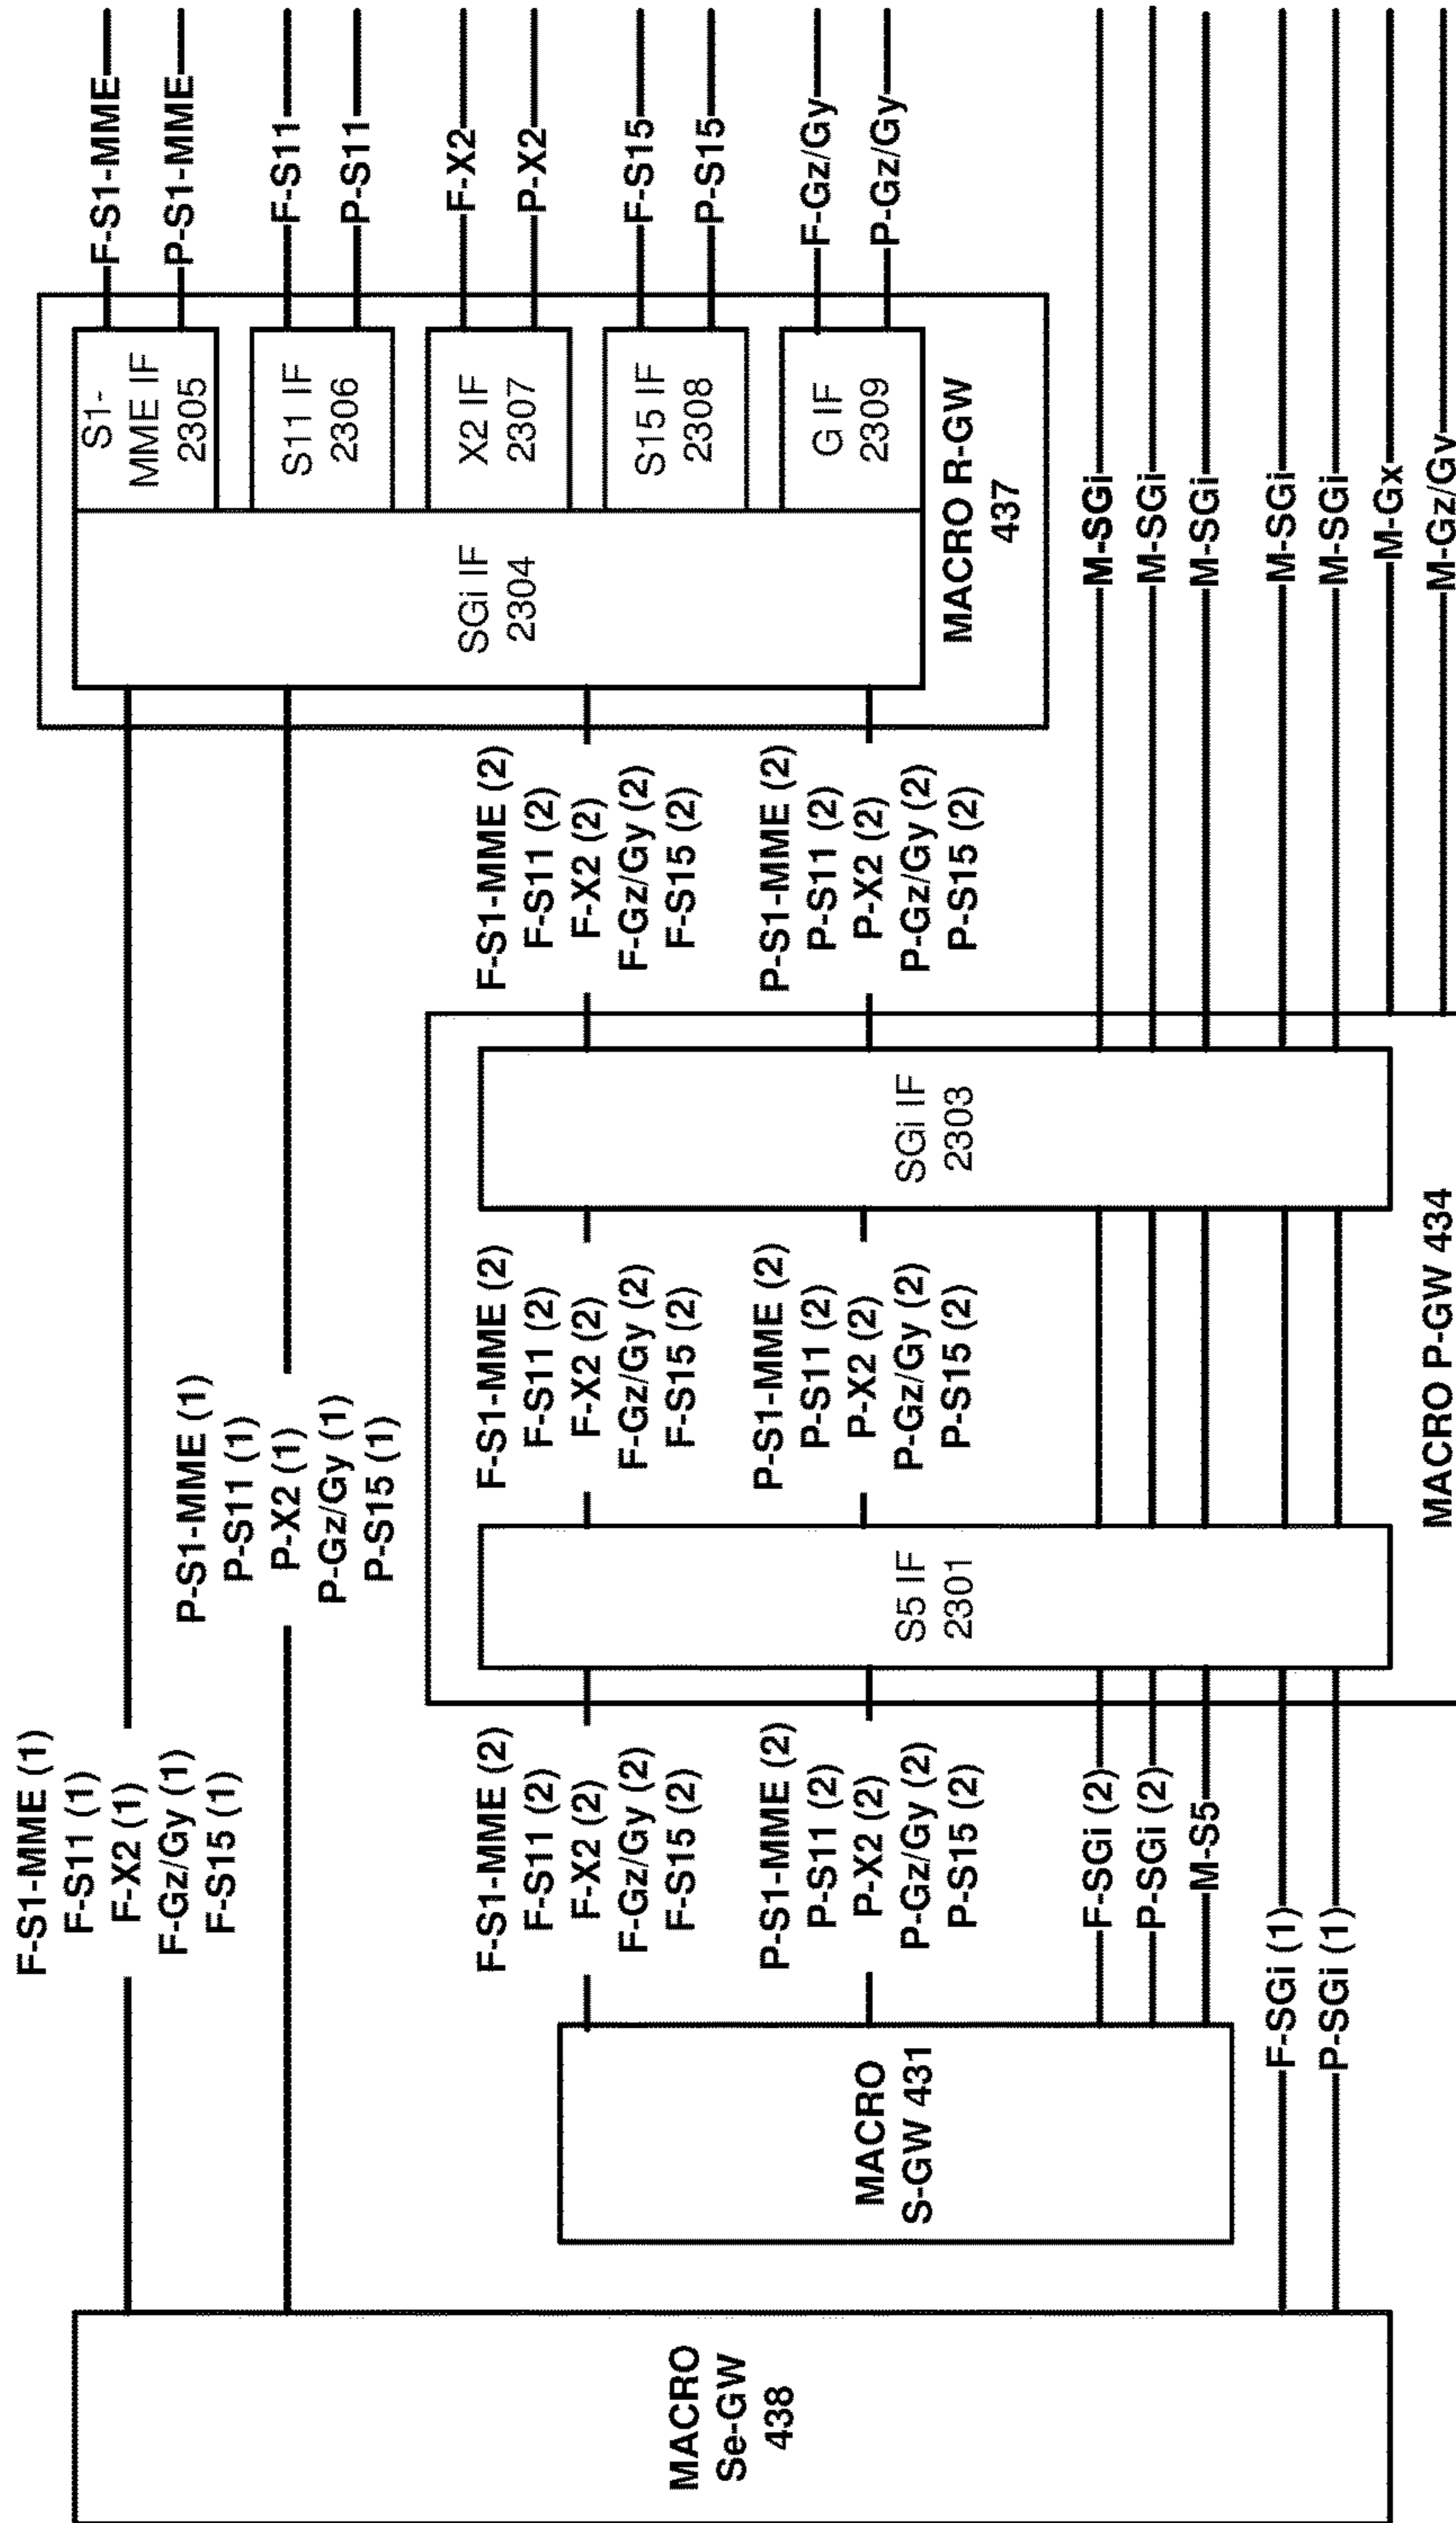 F-S1-MME (1)
F-S11 (1)
F-X2 (1)
F-Gz/Gy (1)
F-S15 (1)
P-S1-MME (1)
P-S11 (1)
P-X2 (1)
P-Gz/Gy (1)
P-S15 (1)
MACRO
Se-GW
438
MACRO
S-GW 431
F-S1-MME (2)
F-S11 (2)
F-X2 (2)
F-Gz/Gy (2)
F-S15 (2)
P-S1-MME (2)
P-S11 (2)
P-X2 (2)
P-Gz/Gy (2)
P-S15 (2)
F-SGi (2)
P-SGi (2)
M-S5
F-SGi (1)
P-SGi (1)
S5 IF
2301
F-S1-MME (2)
F-S11 (2)
F-X2 (2)
F-Gz/Gy (2)
F-S15 (2)
P-S1-MME (2)
P-S11 (2)
P-X2 (2)
P-Gz/Gy (2)
P-S15 (2)
SGi IF
2303
MACRO P-GW 434
F-S1-MME (2)
F-S11 (2)
F-X2 (2)
F-Gz/Gy (2)
F-S15 (2)
P-S1-MME (2)
P-S11 (2)
P-X2 (2)
P-Gz/Gy (2)
P-S15 (2)
SGi IF
2304
S1-
MME IF
2305
S11 IF
2306
X2 IF
2307
S15 IF
2308
G IF
2309
MACRO R-GW
437
F-S1-MME
P-S1-MME
F-S11
P-S11
F-X2
P-X2
F-S15
P-S15
F-Gz/Gy
P-Gz/Gy
M-SGi
M-SGi
M-SGi
M-SGi
M-SGi
M-Gx
M-Gz/Gy